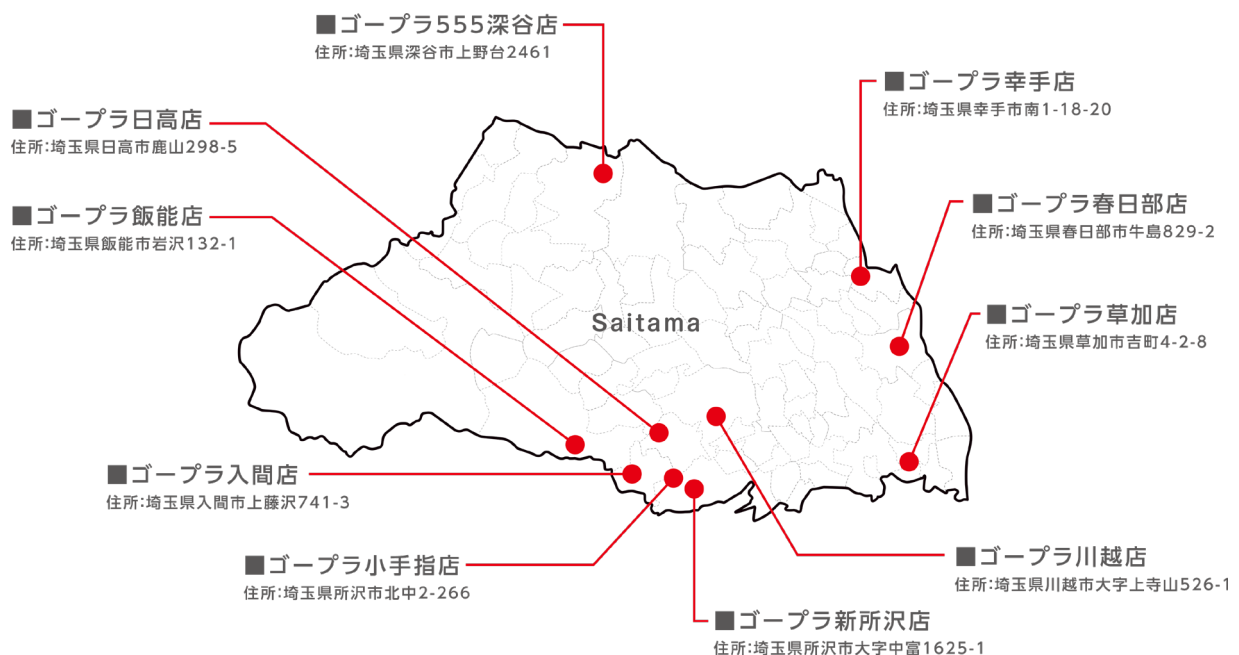 ■ゴープラ555深谷店
住所:埼玉県深谷市上野台2461
■ゴープラ幸手店
住所:埼玉県幸手市南1-18-20
■ゴープラ日高店
住所:埼玉県日高市鹿山298-5
■ゴープラ春日部店
住所:埼玉県春日部市牛島829-2
■ゴープラ飯能店
住所:埼玉県飯能市岩沢132-1
■ゴープラ草加店
住所:埼玉県草加市吉町4-2-8
Saitama
■ゴープラ入間店
住所:埼玉県入間市上藤沢741-3
■ゴープラ川越店
住所:埼玉県川越市大字上寺山526-1
■ゴープラ小手指店
住所:埼玉県所沢市北中2-266
■ゴープラ新所沢店
住所:埼玉県所沢市大字中富1625-1